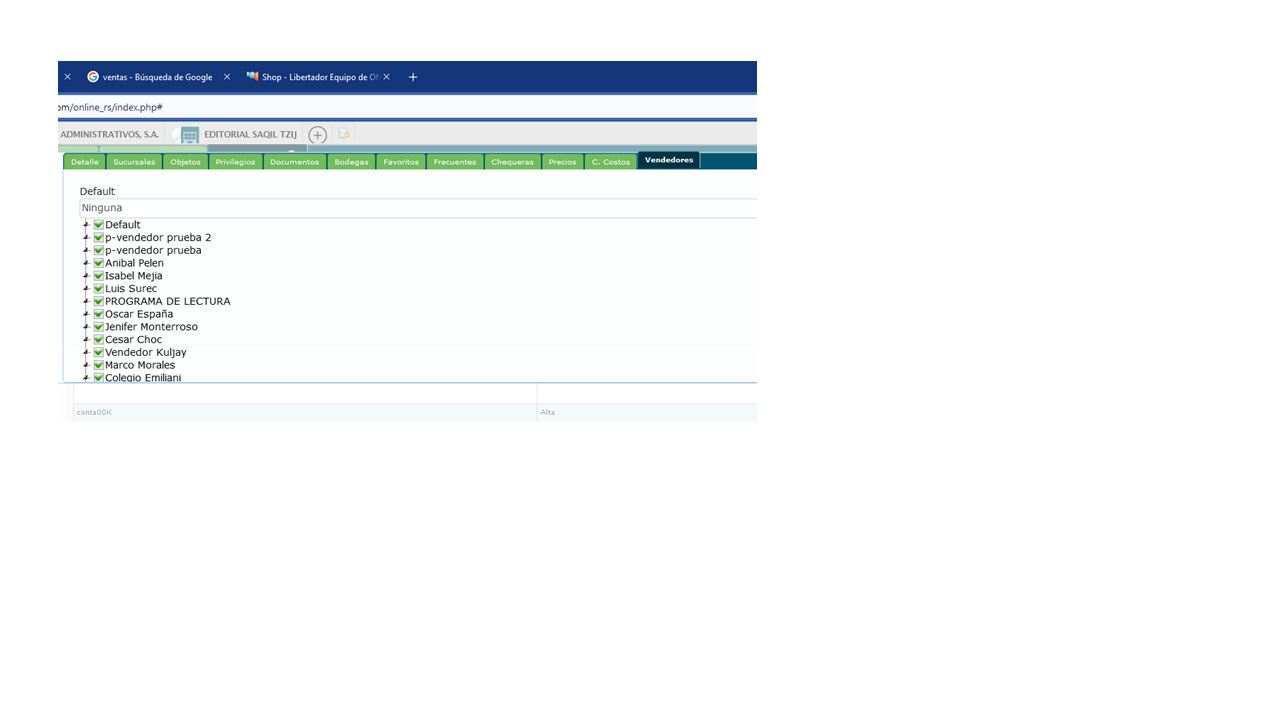 ventas - Búsqueda de Google
Shop - Libertador Equipo de Of
om/online_rs/index.php#
ADMINISTRATIVOS, S.A. EDITORIAL SAQIL TZIJ
Detalle Sucursales Objetos Privilegios Documentos Bodegas Favoritos Frecuentes Chequeras Precios C. Costos Vendedores
Default
Ninguna
Default
p-vendedor prueba 2
p-vendedor prueba
Anibal Pelen
Isabel Mejia
Luis Surec
PROGRAMA DE LECTURA
Oscar España
Jenifer Monterroso
Cesar Choc
Vendedor Kuljay
Marco Morales
Colegio Emiliani
conta00K Alta